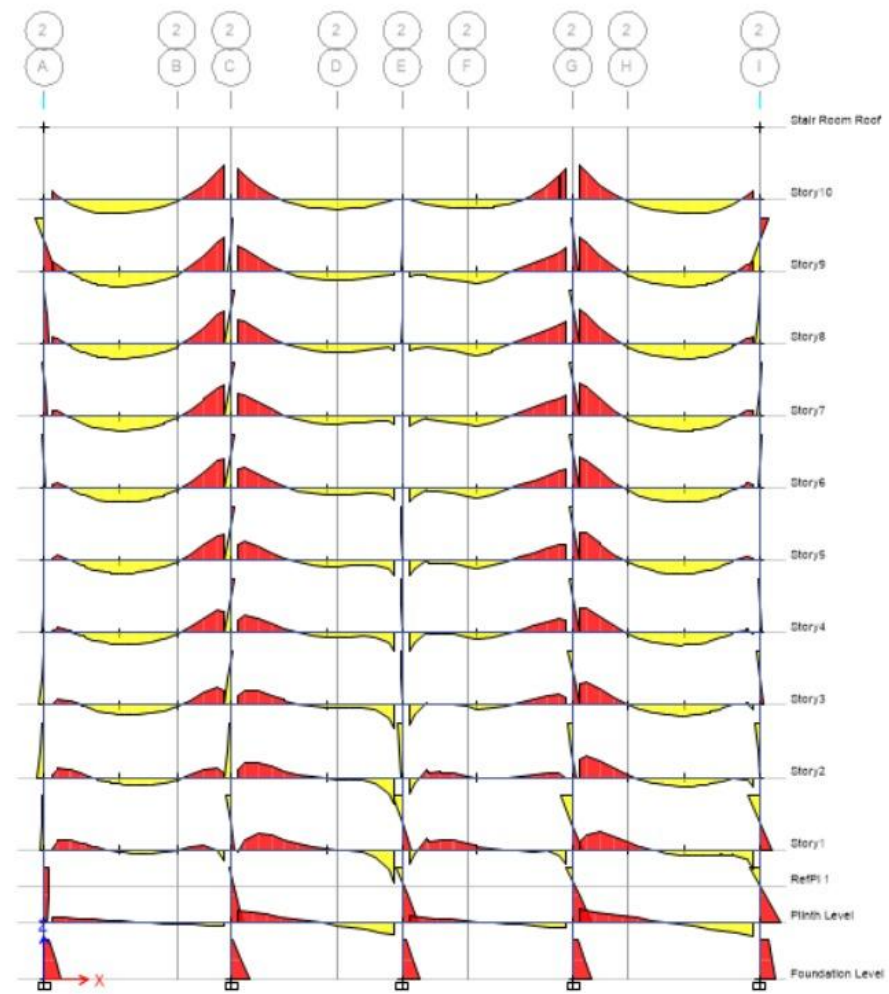 2 2 2 2 2 2 2 2 2
A B C D E F G H I
Stair Room Roof
Story10
Story9
Story8
Story7
Story6
Story5
Story4
Story3
Story2
Story1
RefPl 1
Plinth Level
Z
X
Foundation Level